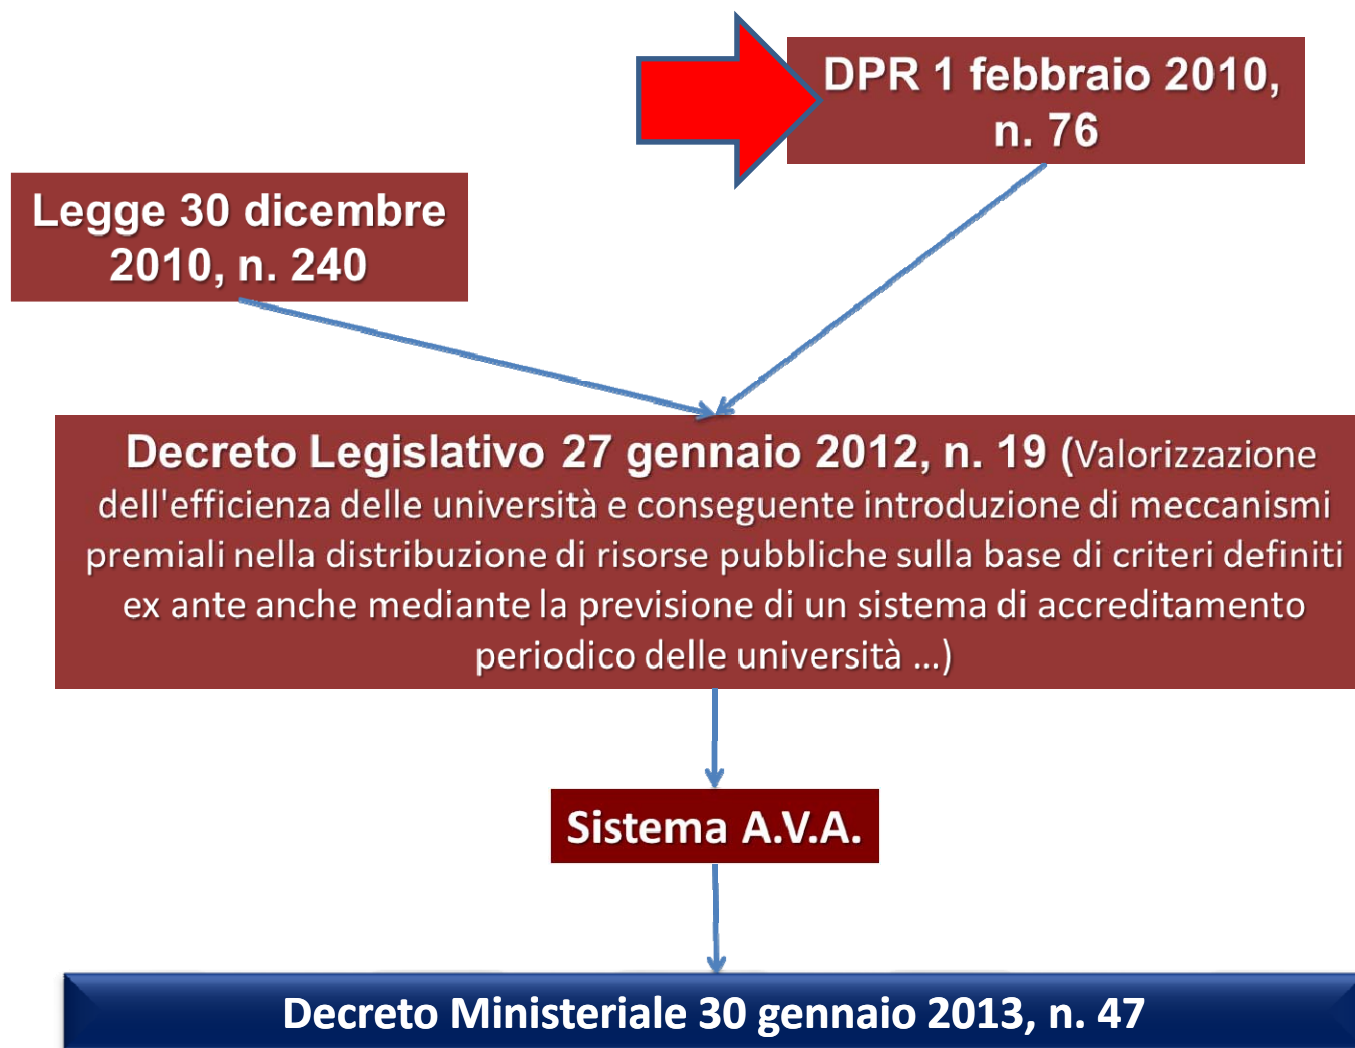 DPR 1 febbraio 2010,
n. 76
Legge 30 dicembre
2010, n. 240
Decreto Legislativo 27 gennaio 2012, n. 19 (Valorizzazione
dell'efficienza delle università e conseguente introduzione di meccanismi
premiali nella distribuzione di risorse pubbliche sulla base di criteri definiti
ex ante anche mediante la previsione di un sistema di accreditamento
periodico delle università ...)
Sistema A.V.A.
Decreto Ministeriale 30 gennaio 2013, n. 47